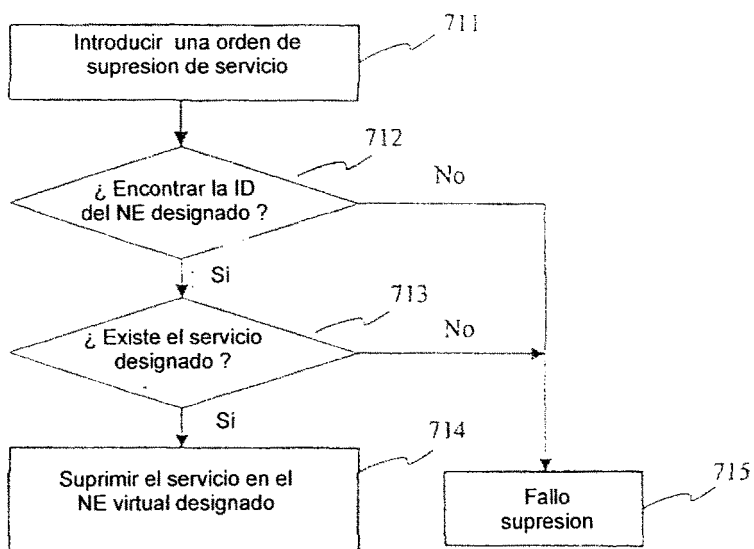 Introducir una orden de
supresion de servicio
711
712
¿ Encontrar la ID
del NE designado ?
No
Si
713
¿ Existe el servicio
designado ?
No
Si
714
Suprimir el servicio en el
NE virtual designado
715
Fallo
supresion